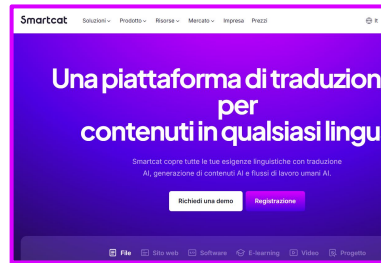 Smartcat
Soluzioni Prodotto Risorse Mercato Impresa Prezzi It
Una piattaforma di traduzion
per
contenuti in qualsiasi lingu
Smartcat copre tutte le tue esigenze linguistiche con traduzione
AI, generazione di contenuti AI e flussi di lavoro umani AI.
Richiedi una demo Registrazione
File Sito web Software E-learning Video Progetto